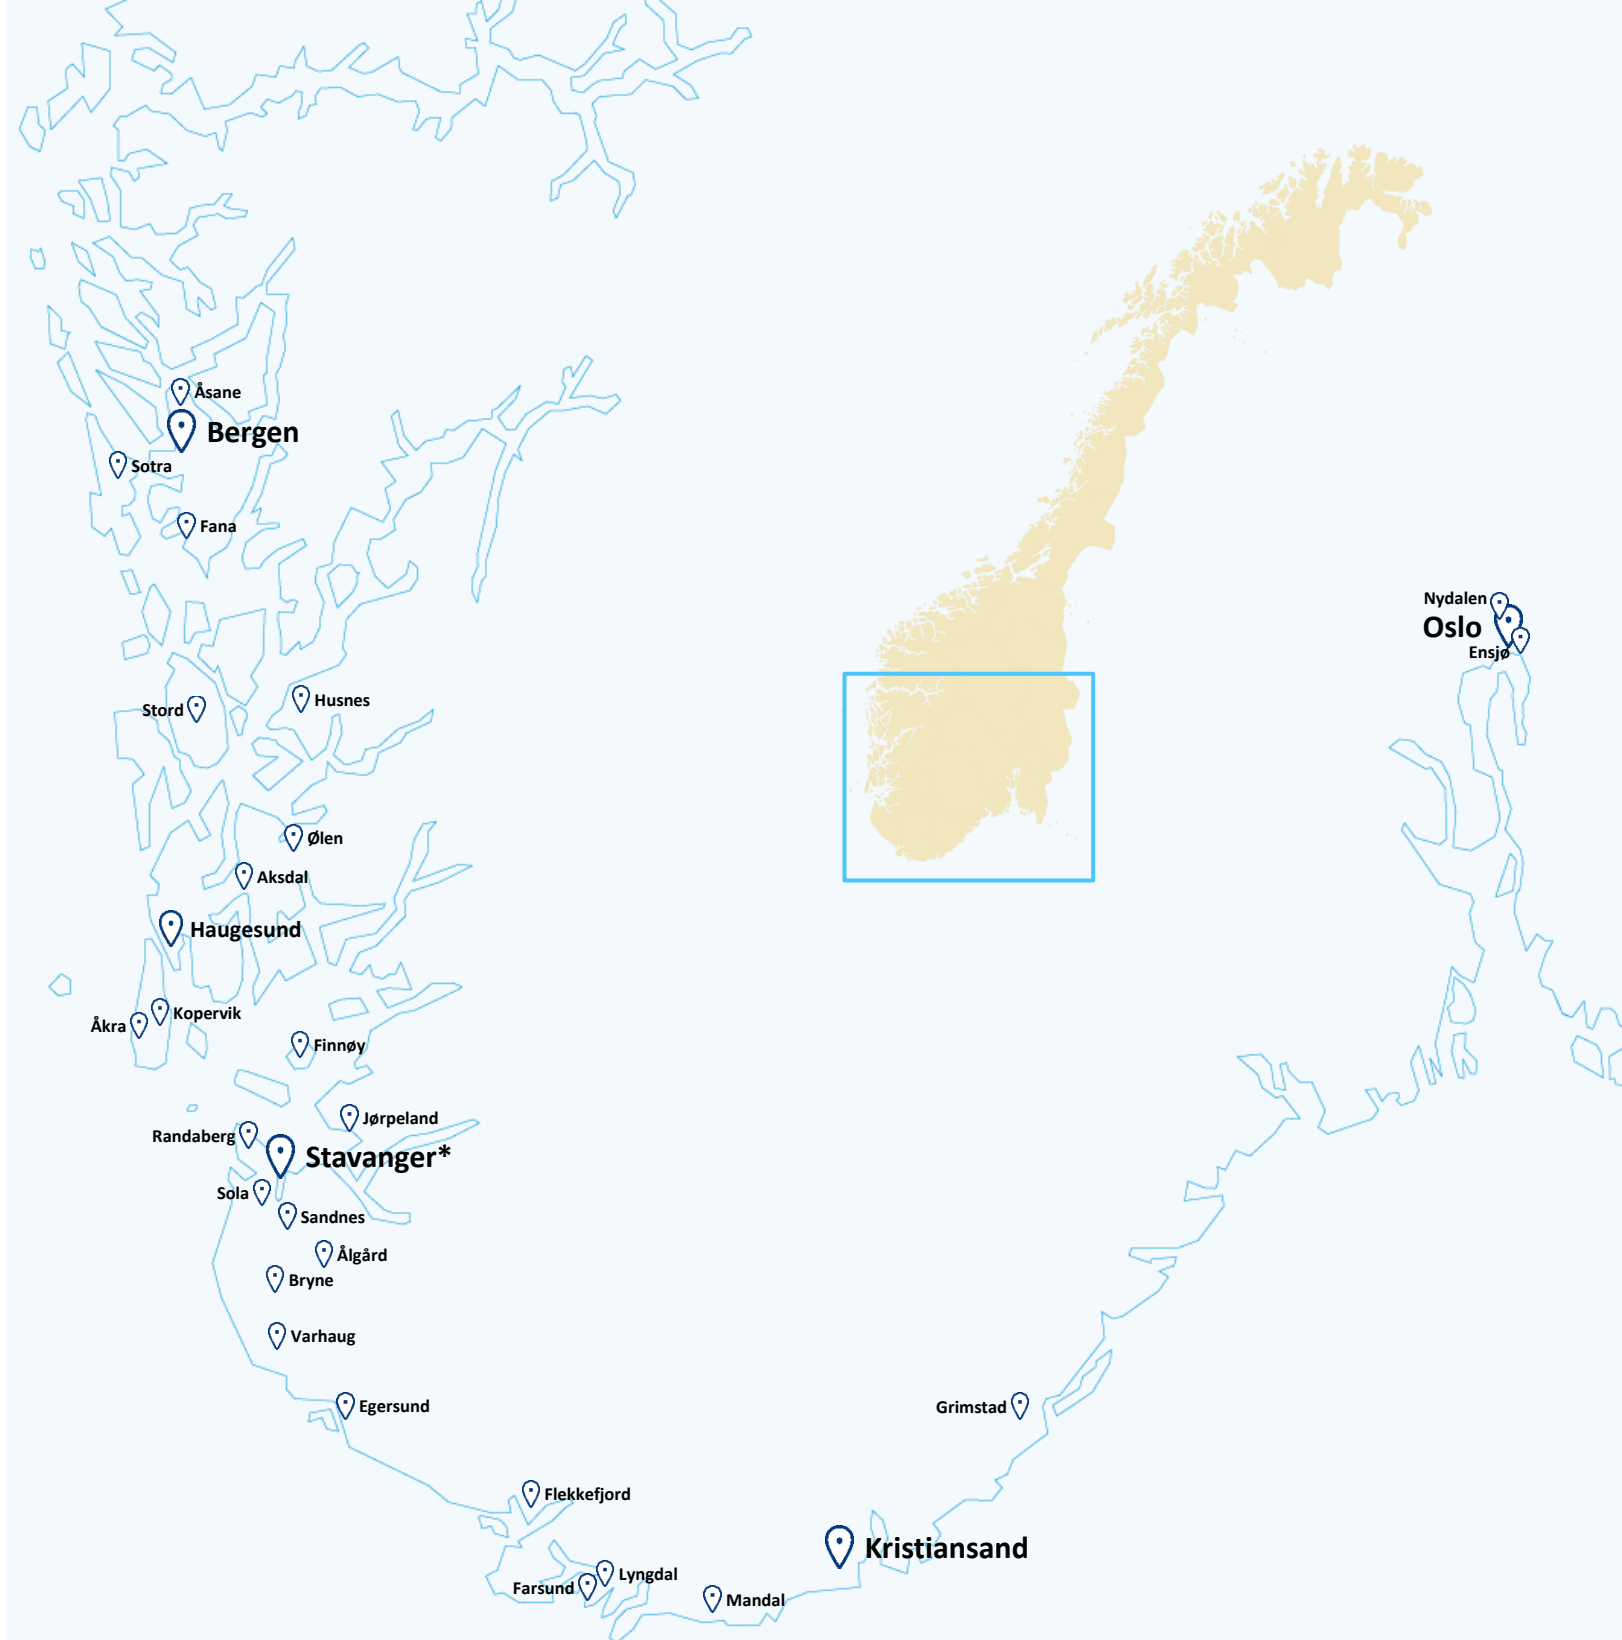 Åsane
Bergen
Sotra
Fana
Nydalen
Oslo
Ensjø
Husnes
Stord
Ølen
Aksdal
Haugesund
Kopervik
Åkra
Finnøy
Jørpeland
Randaberg
Stavanger*
Sola
Sandnes
Ålgård
Bryne
Varhaug
Egersund
Grimstad
Flekkefjord
Kristiansand
Lyngdal
Farsund
Mandal